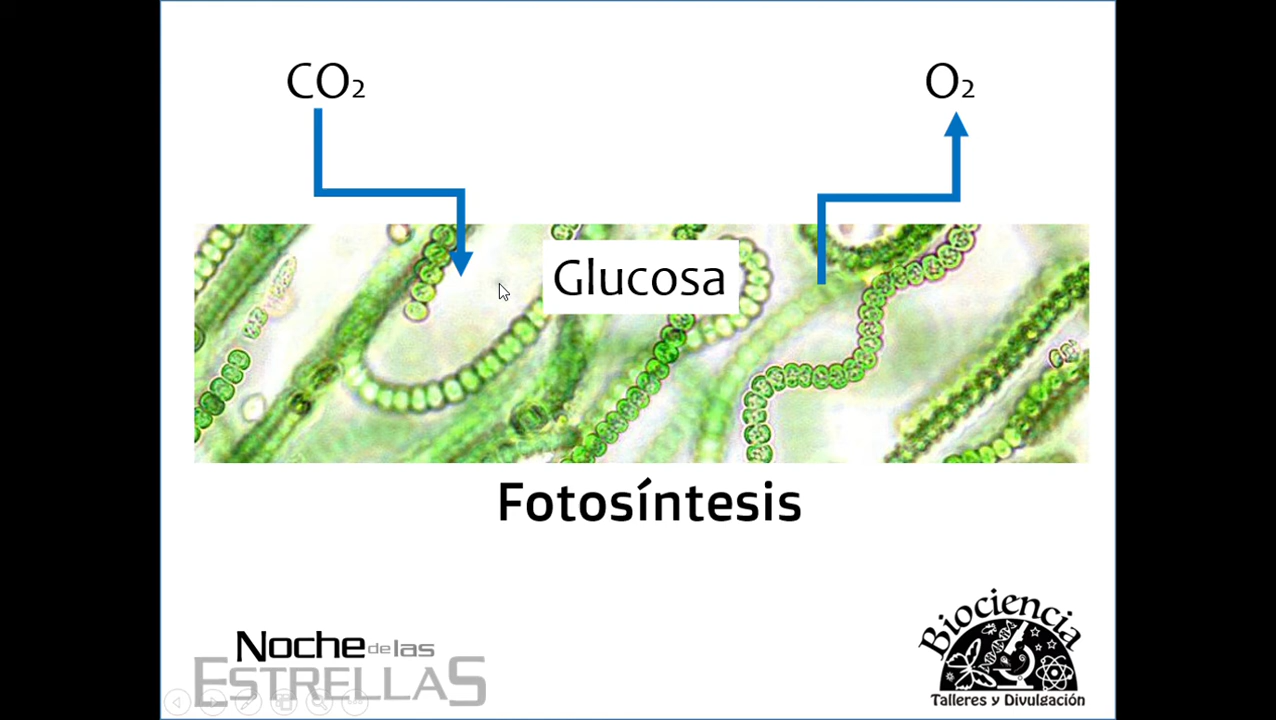 CO₂
O₂
Glucosa
Fotosíntesis
Noche de las
ESTRELLAS
Biociencia
Talleres y Divulgación